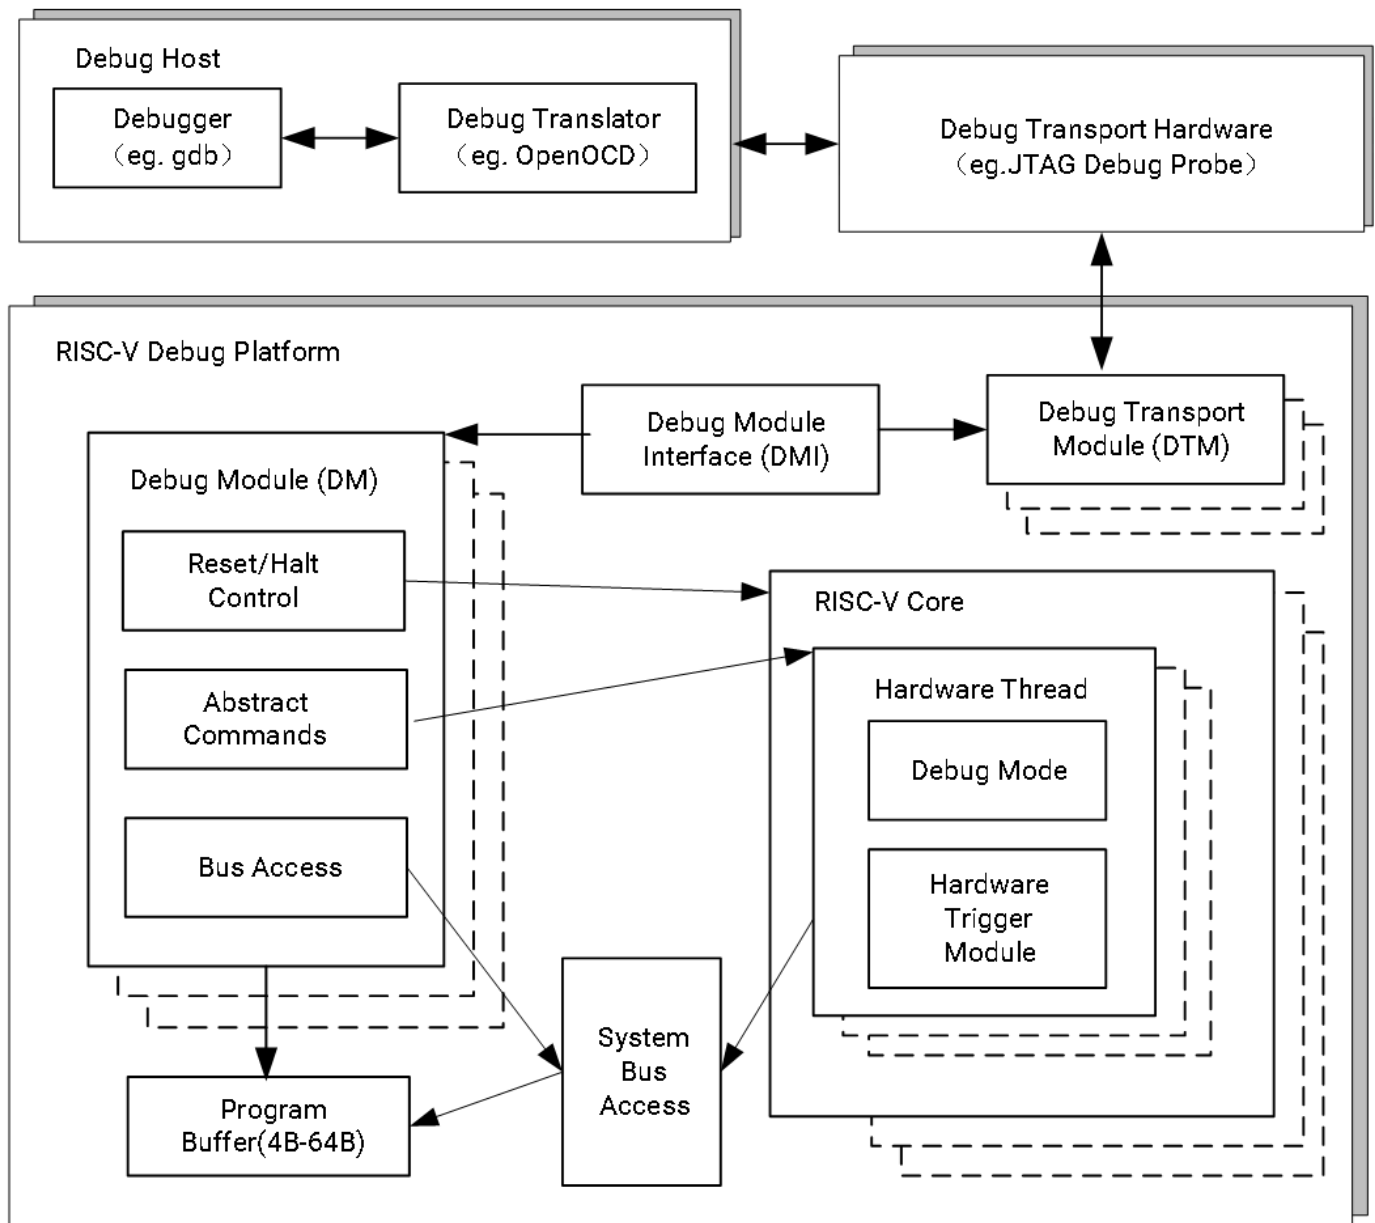 Debug Host
Debugger
（eg. gdb）
Debug Translator
（eg. OpenOCD）
Debug Transport Hardware
（eg.JTAG Debug Probe）
RISC-V Debug Platform
Debug Module
Interface (DMI)
Debug Transport
Module (DTM)
Debug Module (DM)
Reset/Halt
Control
Abstract
Commands
Bus Access
RISC-V Core
Hardware Thread
Debug Mode
Hardware
Trigger
Module
System
Bus
Access
Program
Buffer(4B-64B)